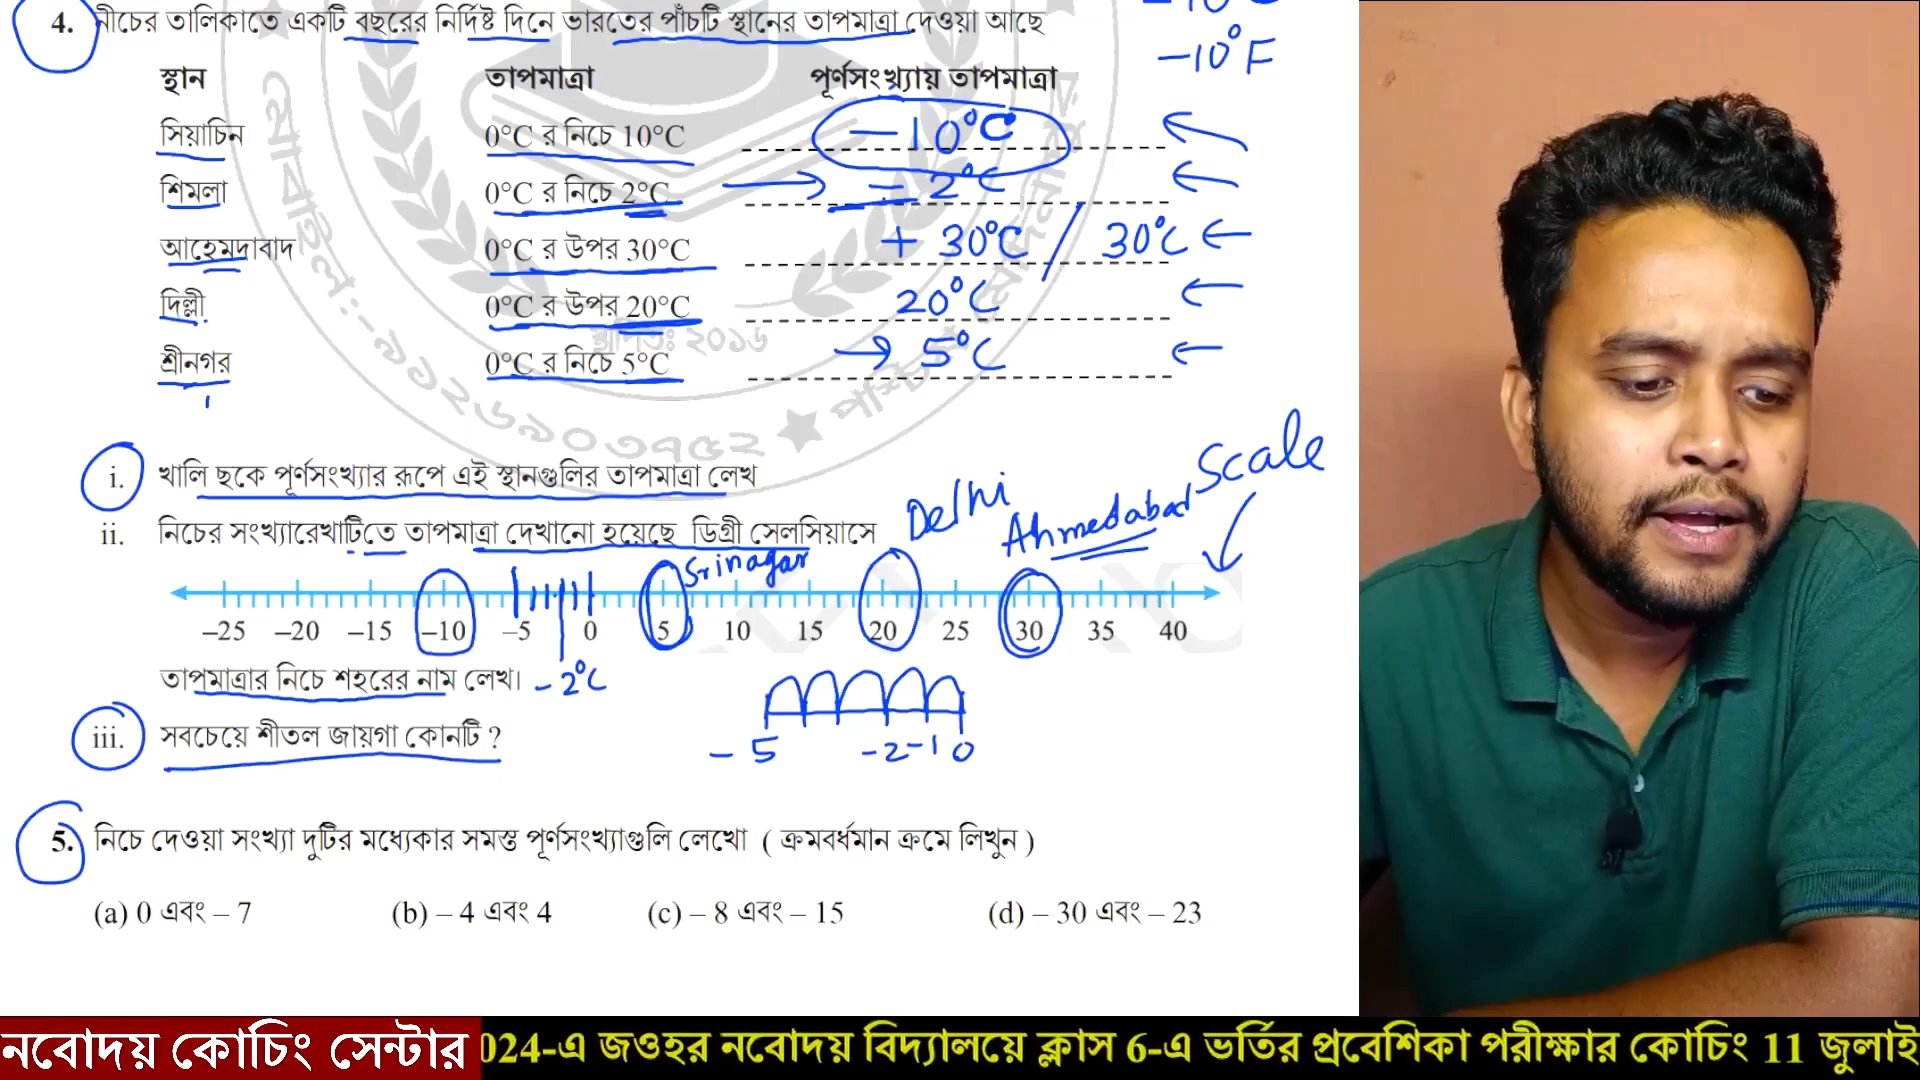 – 10°C
–10°F
4. নীচের তালিকাতে একটি বছরের নির্দিষ্ট দিনে ভারতের পাঁচটি স্থানের তাপমাত্রা দেওয়া আছে
স্থান তাপমাত্রা পূর্ণসংখ্যায় তাপমাত্রা
সিয়াচিন 0°C র নিচে 10°C –10°C
শিমলা 0°C র নিচে 2°C – 2°C
আহেমদাবাদ 0°C র উপর 30°C + 30°C / 30°C
দিল্লী 0°C র উপর 20°C 20°C
শ্রীনগর 0°C র নিচে 5°C → 5°C
স্থাপিতঃ ২০১৬
মোবাইল:-৯১২৬৯০৩৭৫২
i. খালি ছকে পূর্ণসংখ্যার রূপে এই স্থানগুলির তাপমাত্রা লেখ
Scale
ii. নিচের সংখ্যারেখাটিতে তাপমাত্রা দেখানো হয়েছে ডিগ্রী সেলসিয়াসে
Delhi
Ahmedabad
Srinagar
–25 –20 –15 –10 –5 0 5 10 15 20 25 30 35 40
তাপমাত্রার নিচে শহরের নাম লেখ। – 2°C
iii. সবচেয়ে শীতল জায়গা কোনটি ?
– 5 –2 –1 0
5. নিচে দেওয়া সংখ্যা দুটির মধ্যেকার সমস্ত পূর্ণসংখ্যাগুলি লেখো ( ক্রমবর্ধমান ক্রমে লিখুন )
(a) 0 এবং – 7 (b) – 4 এবং 4 (c) – 8 এবং – 15 (d) – 30 এবং – 23
নবোদয় কোচিং সেন্টার 024-এ জওহর নবোদয় বিদ্যালয়ে ক্লাস 6-এ ভর্তির প্রবেশিকা পরীক্ষার কোচিং 11 জুলাই